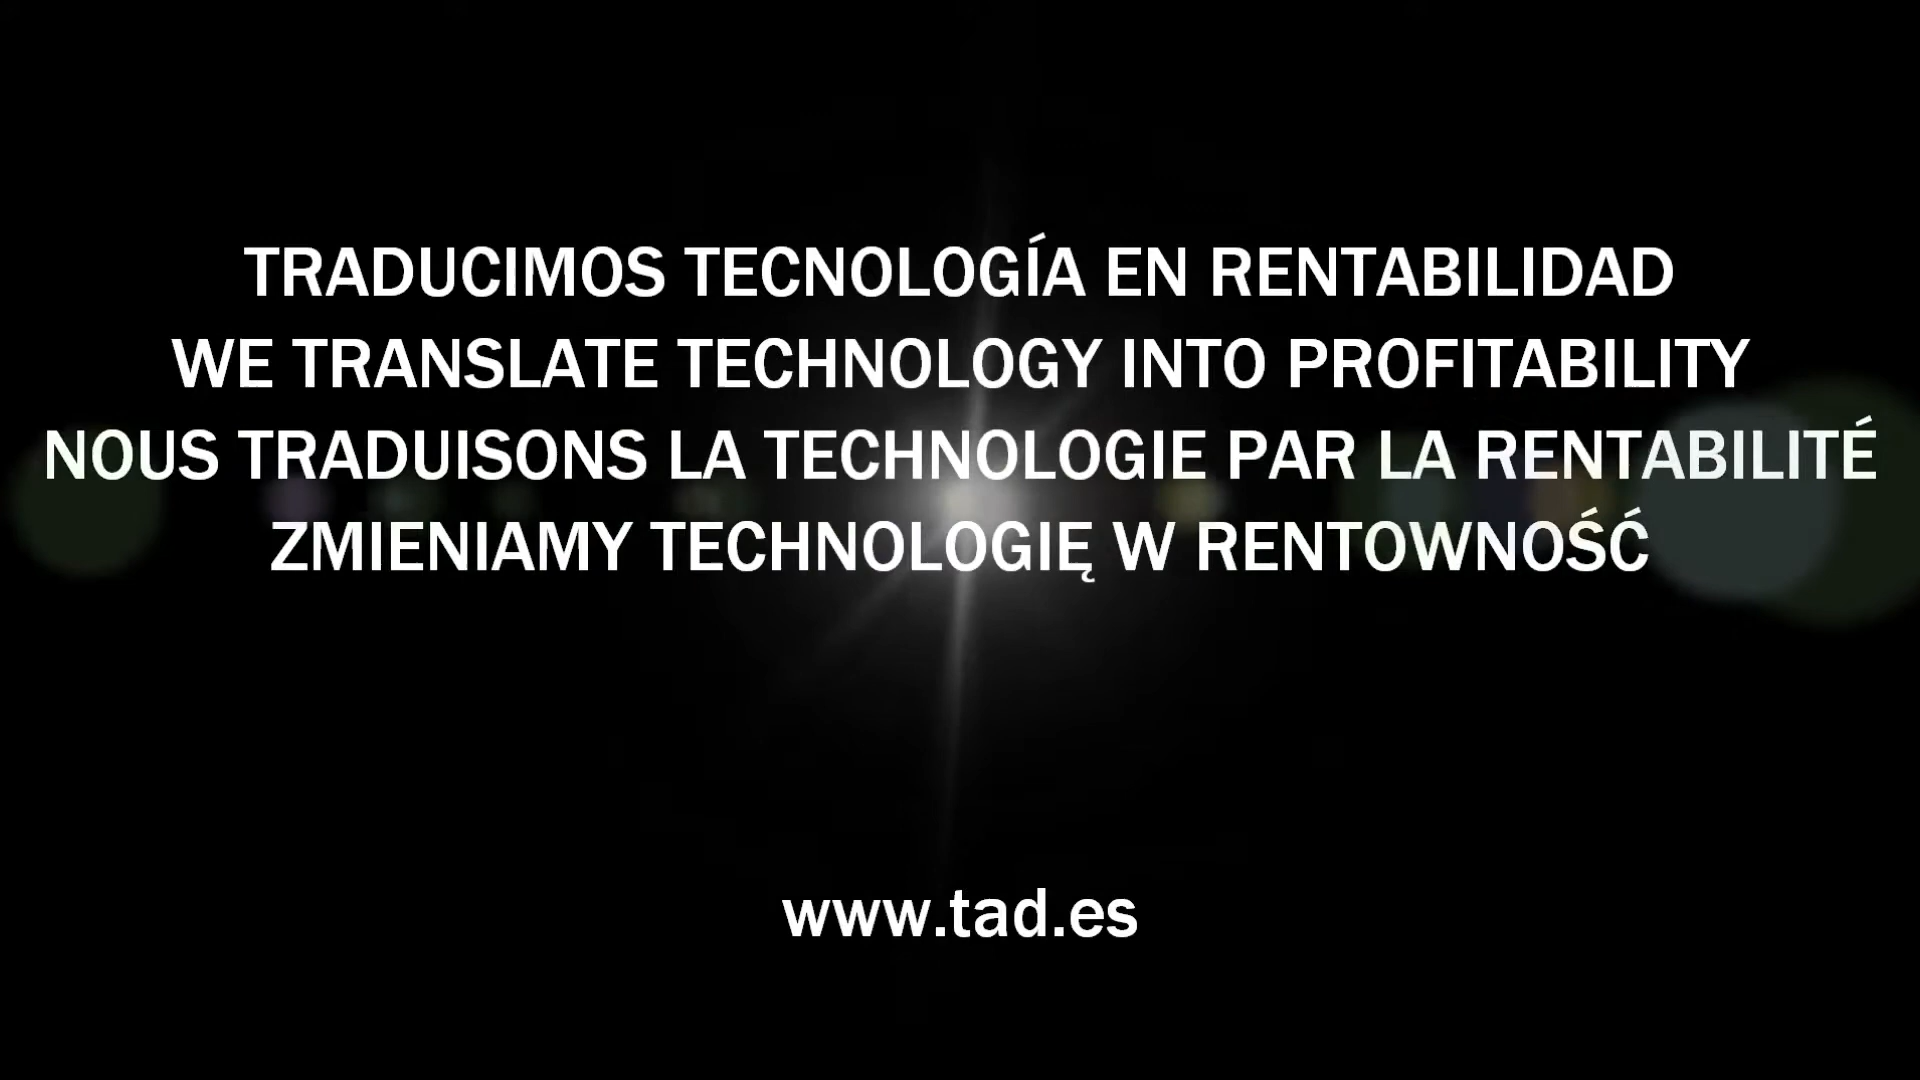 TRADUCIMOS TECNOLOGÍA EN RENTABILIDAD
WE TRANSLATE TECHNOLOGY INTO PROFITABILITY
NOUS TRADUISONS LA TECHNOLOGIE PAR LA RENTABILITÉ
ZMIENIAMY TECHNOLOGIĘ W RENTOWNOŚĆ
www.tad.es